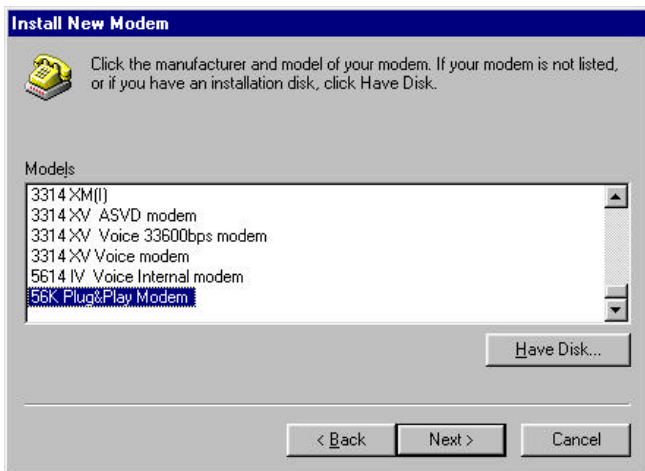 Install New Modem
Click the manufacturer and model of your modem. If your modem is not listed,
or if you have an installation disk, click Have Disk.
Models
3314 XM(I)
3314 XV  ASVD modem
3314 XV  Voice 33600bps modem
3314 XV Voice modem
5614 IV  Voice Internal modem
56K Plug&Play Modem
Have Disk...
< Back
Next >
Cancel